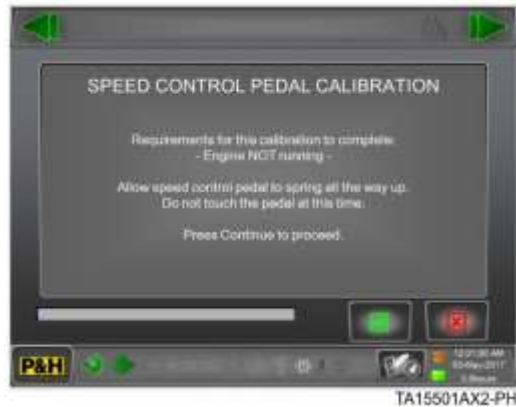 SPEED CONTROL PEDAL CALIBRATION
Requirements for this calibration to complete:
- Engine NOT running -
Allow speed control pedal to spring all the way up.
Do not touch the pedal at this time.
Press Continue to proceed.
P&H
TA15501AX2-PH